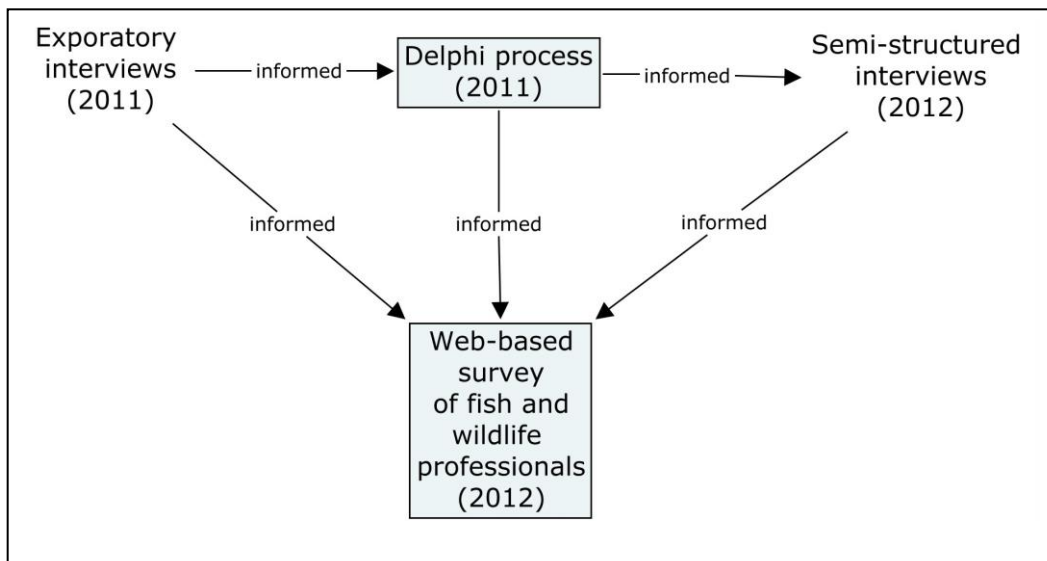 Exporatory
interviews
(2011)
informed
Delphi process
(2011)
informed
Semi-structured
interviews
(2012)
informed
informed
informed
Web-based
survey
of fish and
wildlife
professionals
(2012)